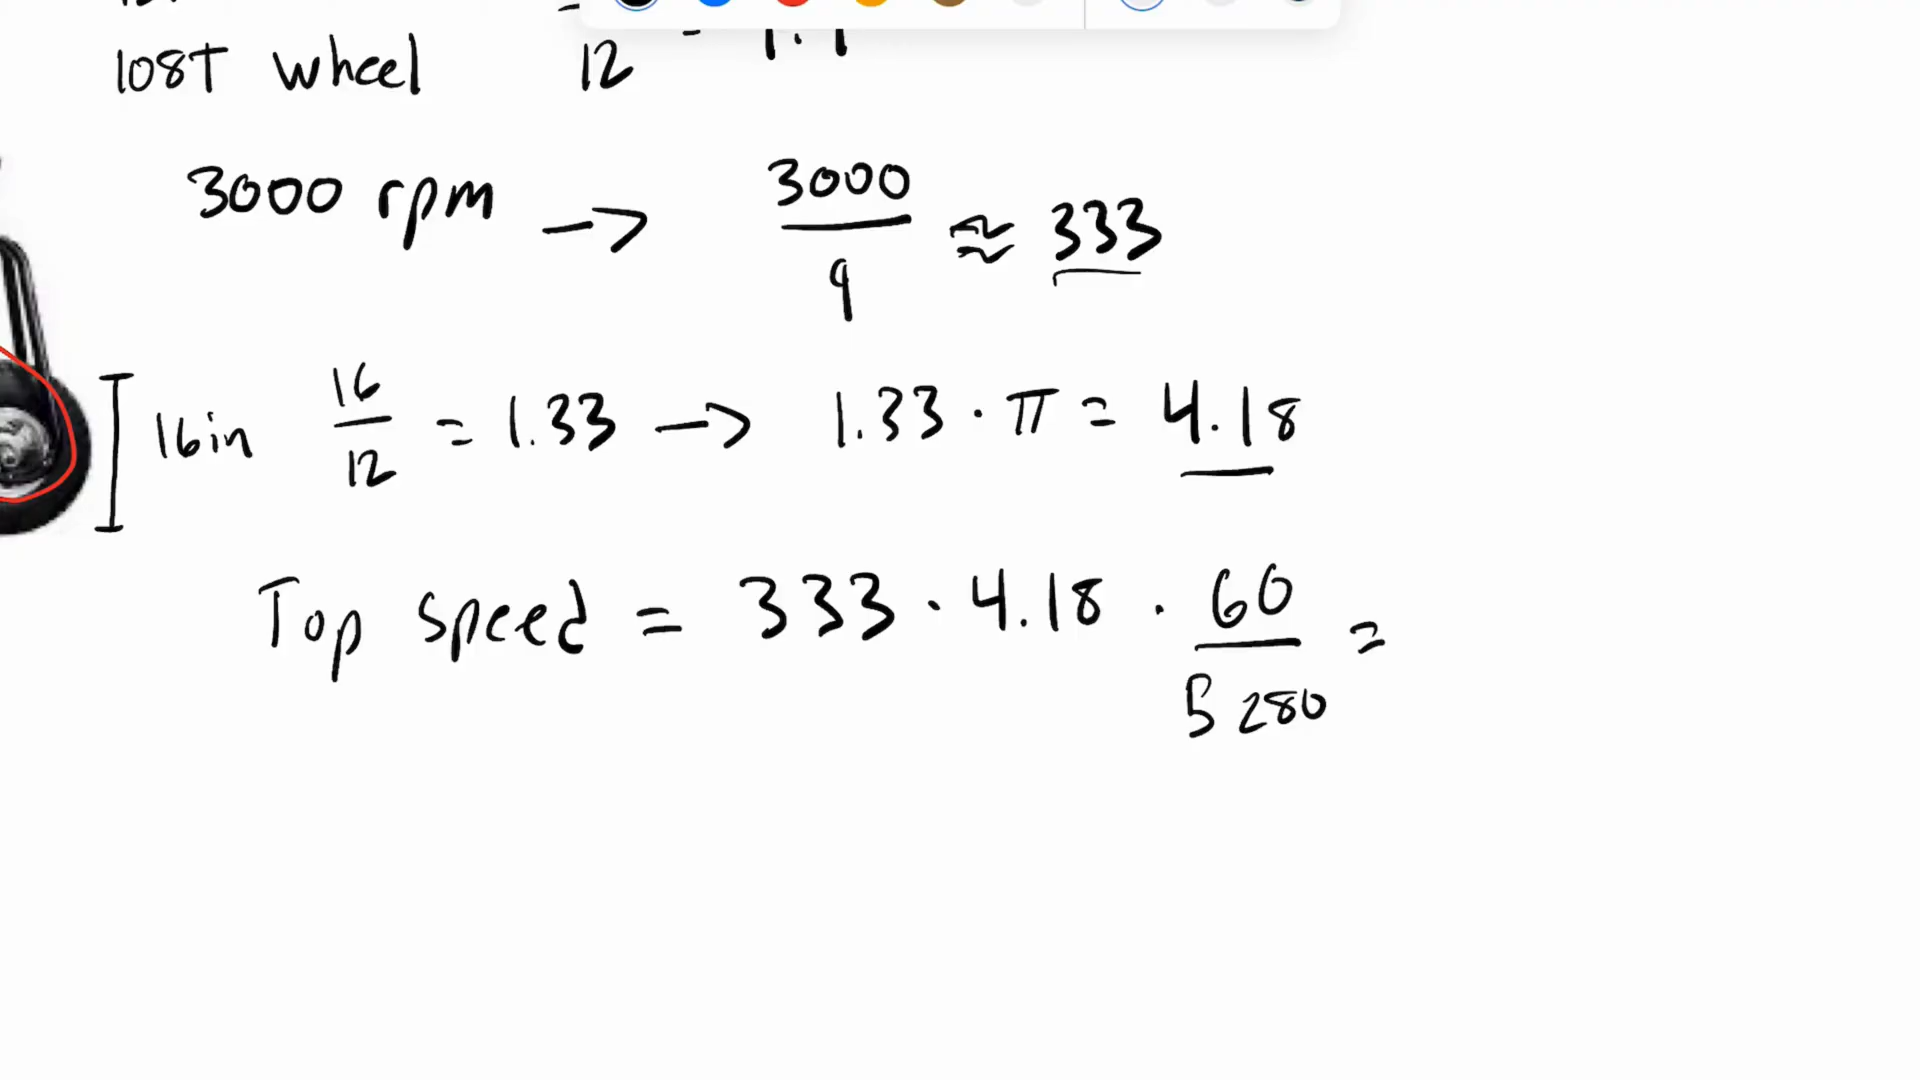 108T wheel 12
3000 rpm -> 3000 / 9 ≈ 333
16in 16 / 12 = 1.33 -> 1.33 · π = 4.18
Top speed = 333 · 4.18 · 60 / 5280 =